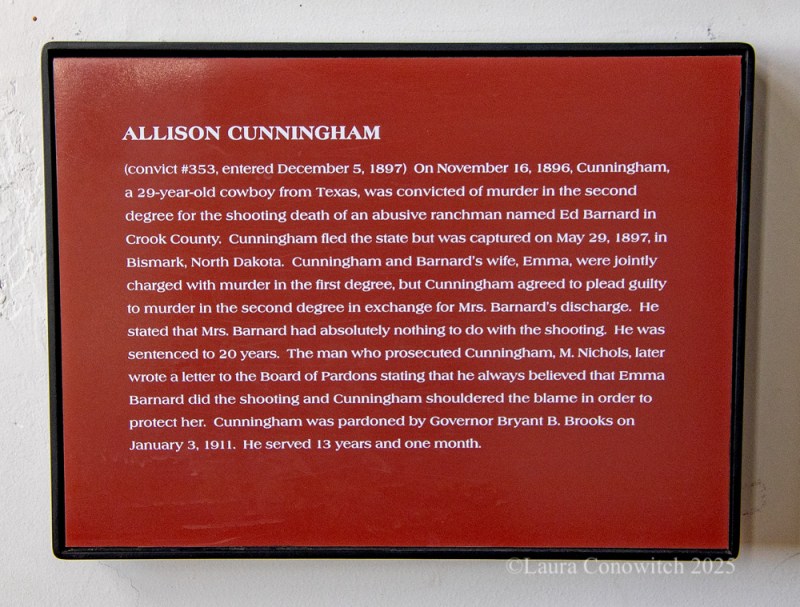 ALLISON CUNNINGHAM
(convict #353, entered December 5, 1897)  On November 16, 1896, Cunningham,
a 29-year-old cowboy from Texas, was convicted of murder in the second
degree for the shooting death of an abusive ranchman named Ed Barnard in
Crook County.  Cunningham fled the state but was captured on May 29, 1897, in
Bismark, North Dakota.  Cunningham and Barnard's wife, Emma, were jointly
charged with murder in the first degree, but Cunningham agreed to plead guilty
to murder in the second degree in exchange for Mrs. Barnard's discharge.  He
stated that Mrs. Barnard had absolutely nothing to do with the shooting.  He was
sentenced to 20 years.  The man who prosecuted Cunningham, M. Nichols, later
wrote a letter to the Board of Pardons stating that he always believed that Emma
Barnard did the shooting and Cunningham shouldered the blame in order to
protect her.  Cunningham was pardoned by Governor Bryant B. Brooks on
January 3, 1911.  He served 13 years and one month.
©Laura Conowitch 2025